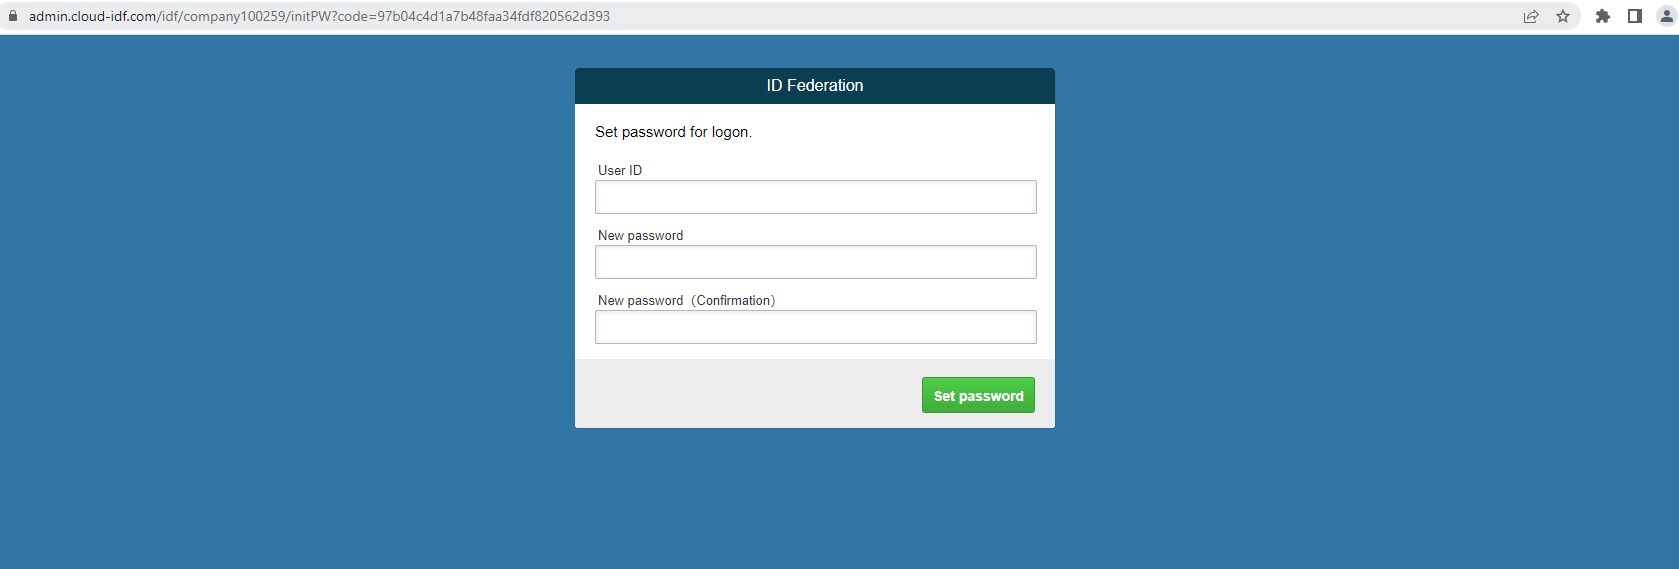 admin.cloud-idf.com/idf/company100259/initPW?code=97b04c4d1a7b48faa34fdf820562d393
ID Federation
Set password for logon.
User ID
New password
New password（Confirmation）
Set password